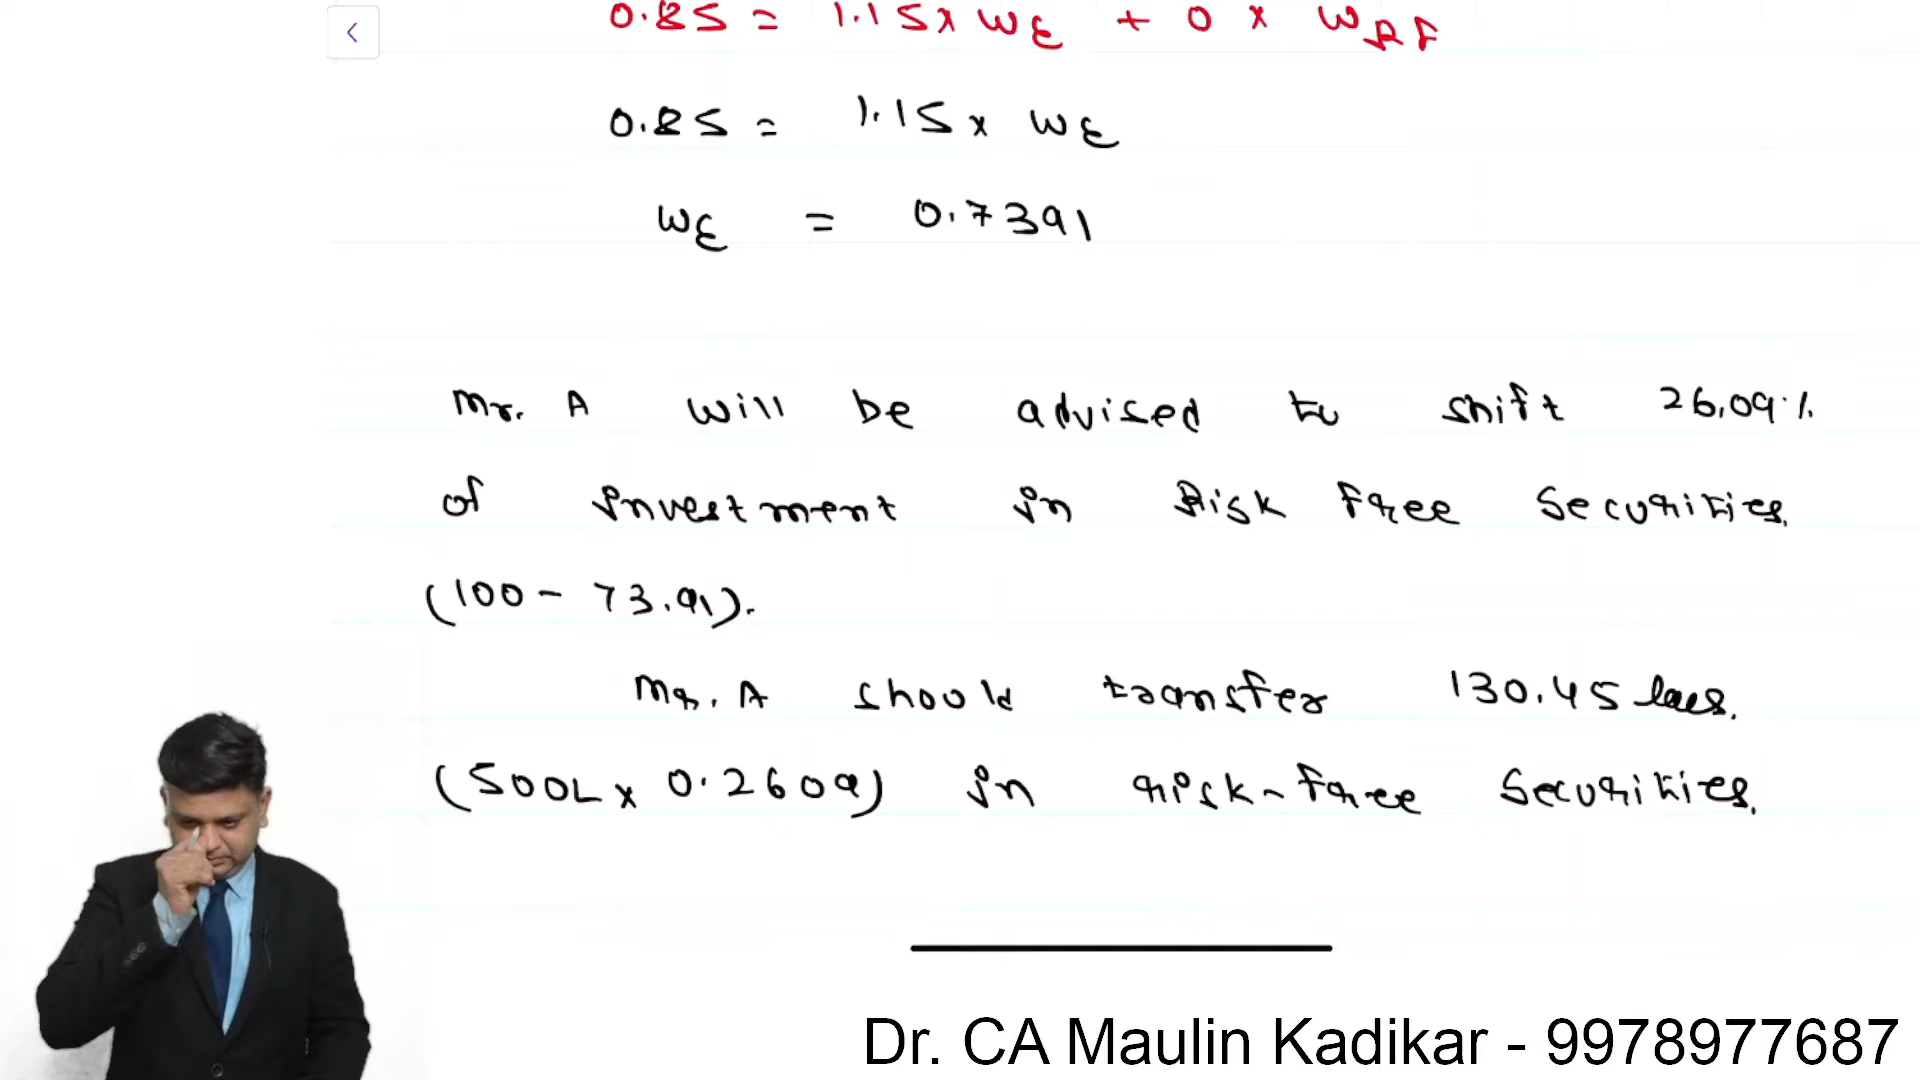 0.85 = 1.15 x WE + 0 x WRF
0.85 = 1.15 x WE
WE = 0.7391
Mr. A will be advised to shift 26.09%
of investment in Risk Free Securities.
(100 - 73.91).
Mr. A should transfer 130.45 lacs.
(500L x 0.2609) in risk-free Securities.
Dr. CA Maulin Kadikar - 9978977687